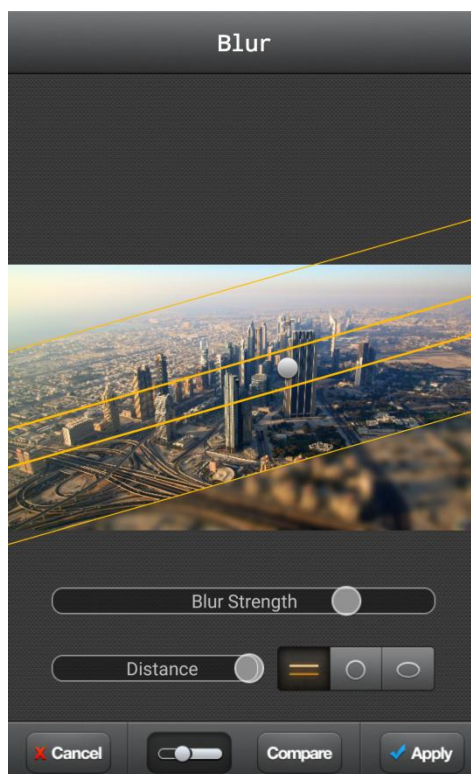 Blur
Blur Strength
Distance
Cancel
Compare
Apply